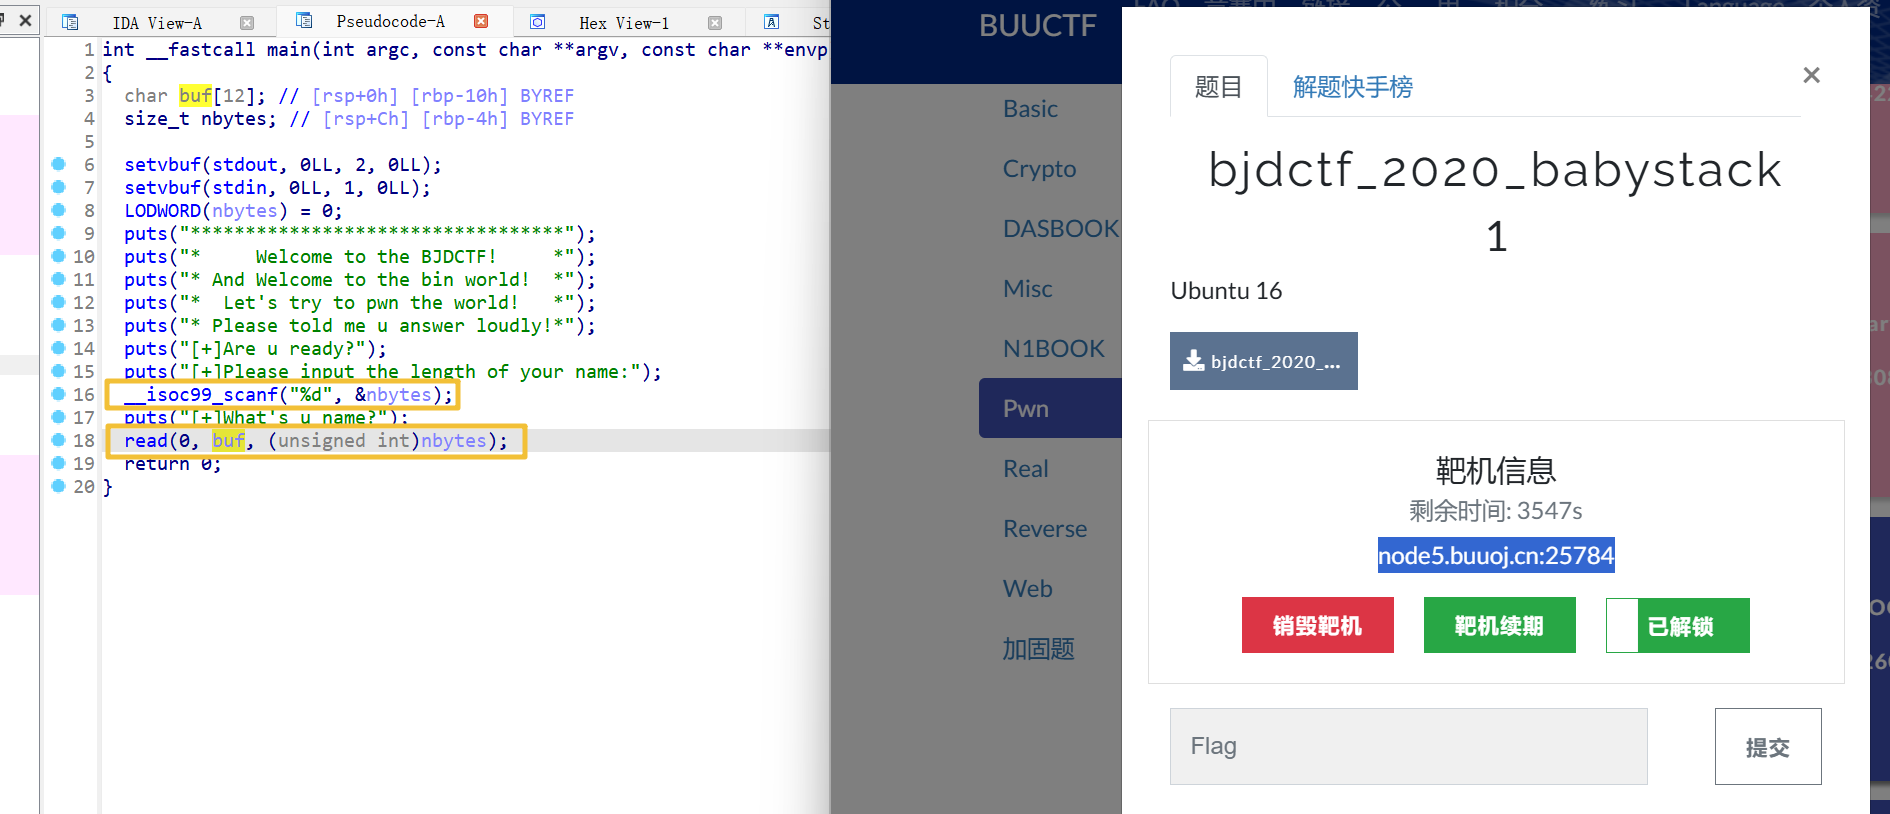 IDA View-A
Pseudocode-A
Hex View-1
St
1 int __fastcall main(int argc, const char **argv, const char **envp
2 {
3 char buf[12]; // [rsp+0h] [rbp-10h] BYREF
4 size_t nbytes; // [rsp+Ch] [rbp-4h] BYREF
5
6 setvbuf(stdout, 0LL, 2, 0LL);
7 setvbuf(stdin, 0LL, 1, 0LL);
8 LODWORD(nbytes) = 0;
9 puts("**********************************");
10 puts("*     Welcome to the BJDCTF!     *");
11 puts("* And Welcome to the bin world!  *");
12 puts("*  Let's try to pwn the world!   *");
13 puts("* Please told me u answer loudly!*");
14 puts("[+]Are u ready?");
15 puts("[+]Please input the length of your name:");
16 __isoc99_scanf("%d", &nbytes);
17 puts("[+]What's u name?");
18 read(0, buf, (unsigned int)nbytes);
19 return 0;
20 }
BUUCTF
Basic
Crypto
DASBOOK
Misc
N1BOOK
Pwn
Real
Reverse
Web
加固题
题目
解题快手榜
×
bjdctf_2020_babystack
1
Ubuntu 16
bjdctf_2020_...
靶机信息
剩余时间: 3547s
node5.buuoj.cn:25784
销毁靶机
靶机续期
已解锁
Flag
提交